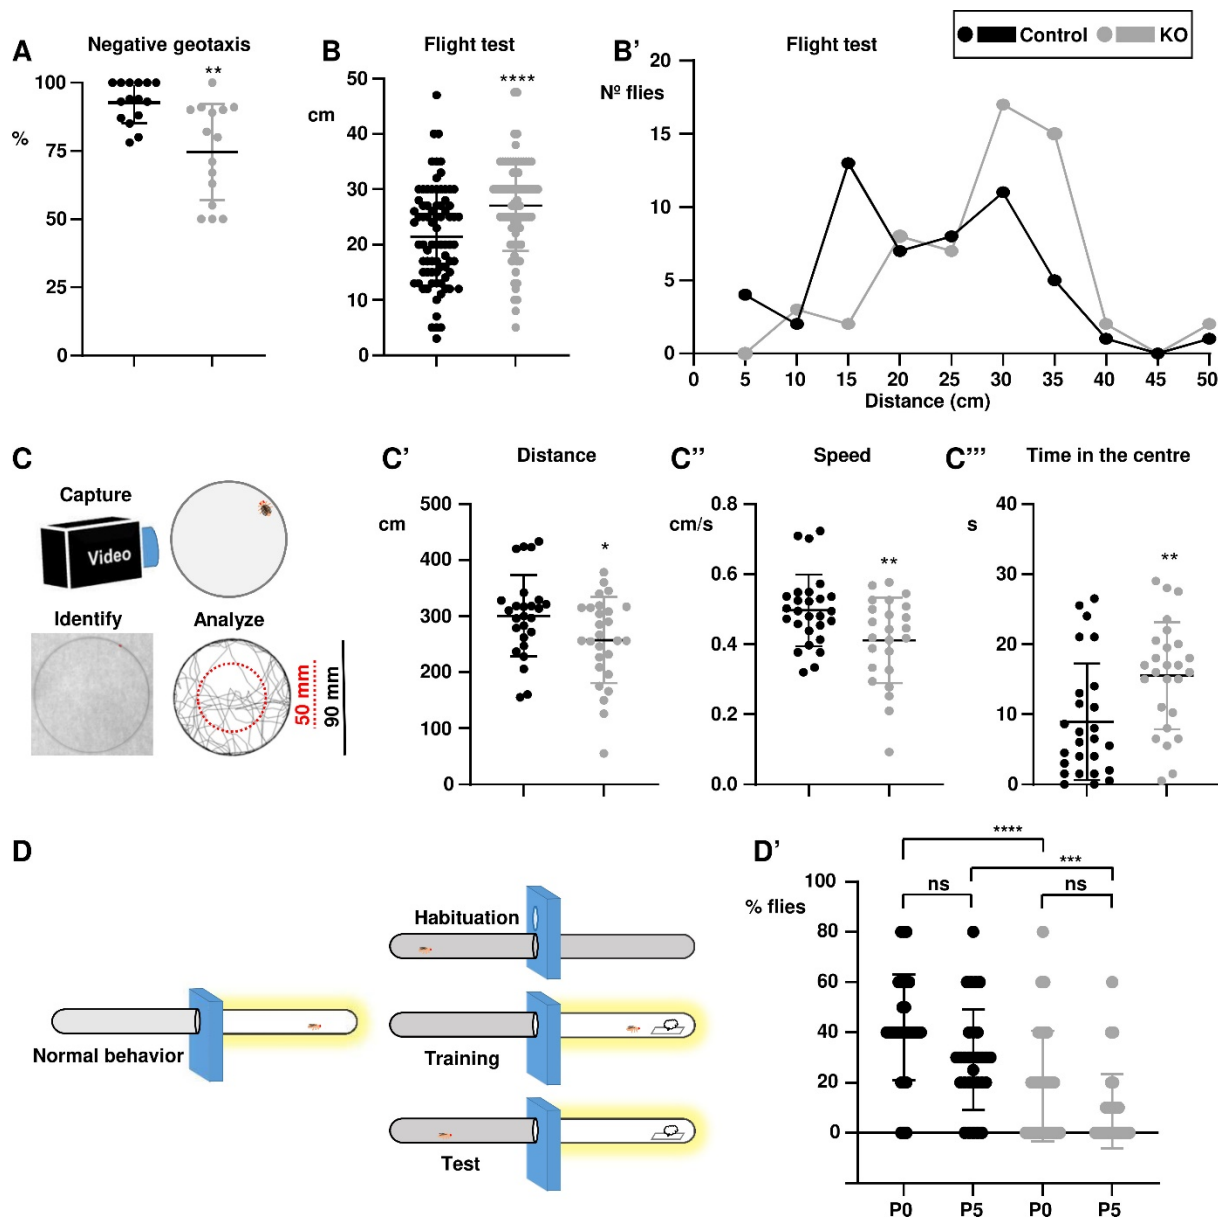 Control KO
A Negative geotaxis
**
100
%
75
50
25
0
B Flight test
****
50
cm
40
30
20
10
0
B' Flight test
20
Nº flies
15
10
5
0
0 5 10 15 20 25 30 35 40 45 50
Distance (cm)
C
Capture
Video
Identify Analyze
50 mm
90 mm
C' Distance
500
cm
*
400
300
200
100
0
C'' Speed
0.8
cm/s
**
0.6
0.4
0.2
0.0
C''' Time in the centre
40
s
**
30
20
10
0
D
Normal behavior
Habituation
Training
Test
D'
****
***
ns ns
100
% flies
80
60
40
20
0
P0 P5 P0 P5